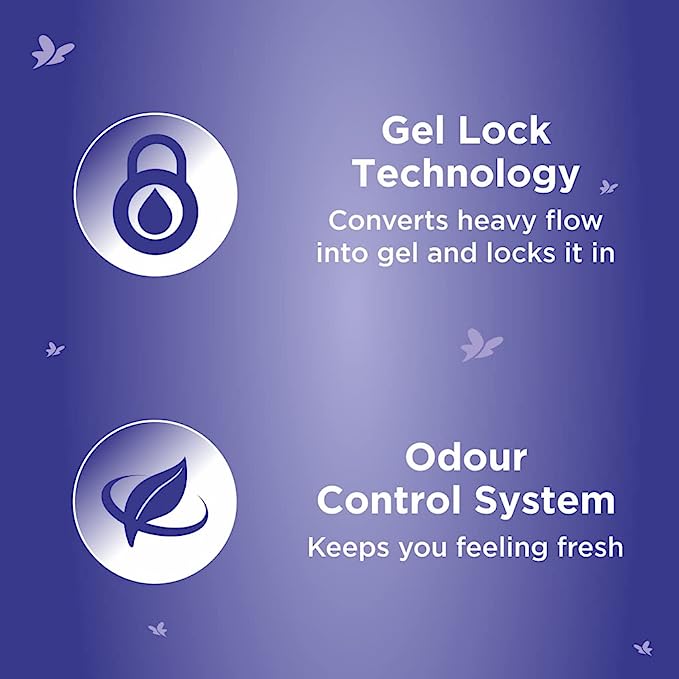 Gel Lock
Technology
Converts heavy flow
into gel and locks it in
Odour
Control System
Keeps you feeling fresh